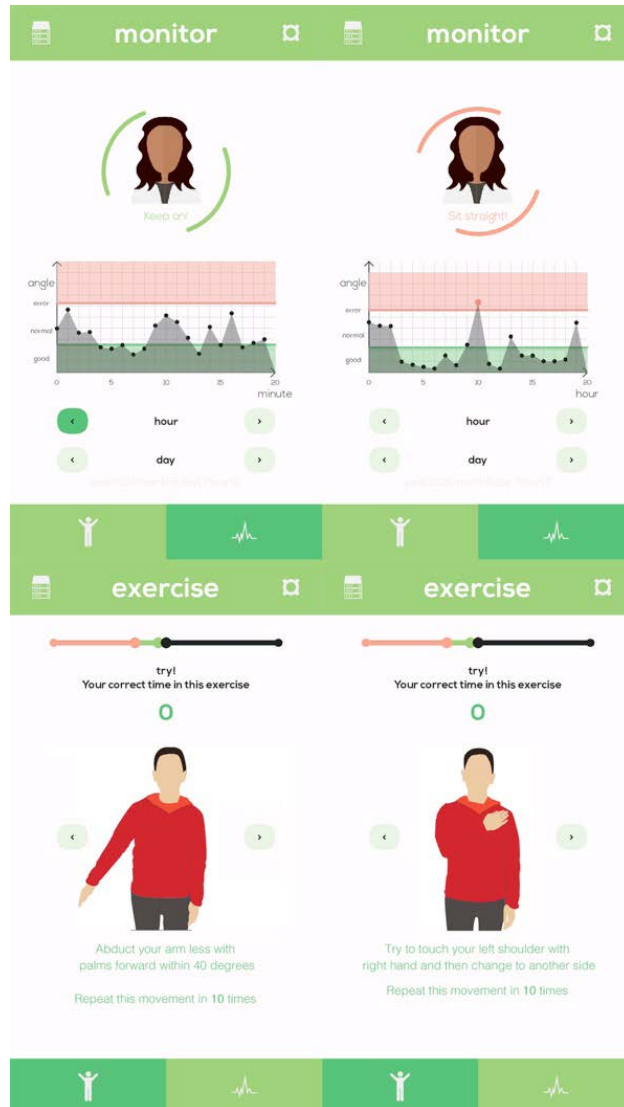 monitor
Keep on!
angle
error
normal
good
0 5 10 15 20
minute
‹ hour ›
‹ day ›
monitor
Sit straight!
angle
error
normal
good
0 5 10 15 20
hour
‹ hour ›
‹ day ›
exercise
try!
Your correct time in this exercise
0
‹ ›
Abduct your arm less with
palms forward within 40 degrees
Repeat this movement in 10 times
exercise
try!
Your correct time in this exercise
0
‹ ›
Try to touch your left shoulder with
right hand and then change to another side
Repeat this movement in 10 times